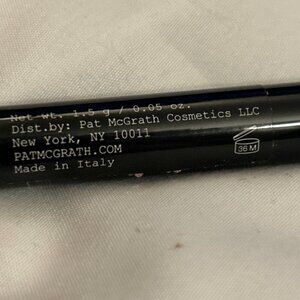 Net wt. 1.5 g / 0.05 oz.
Dist.by: Pat McGrath Cosmetics LLC
New York, NY 10011
PATMCGRATH.COM
Made in Italy
36 M